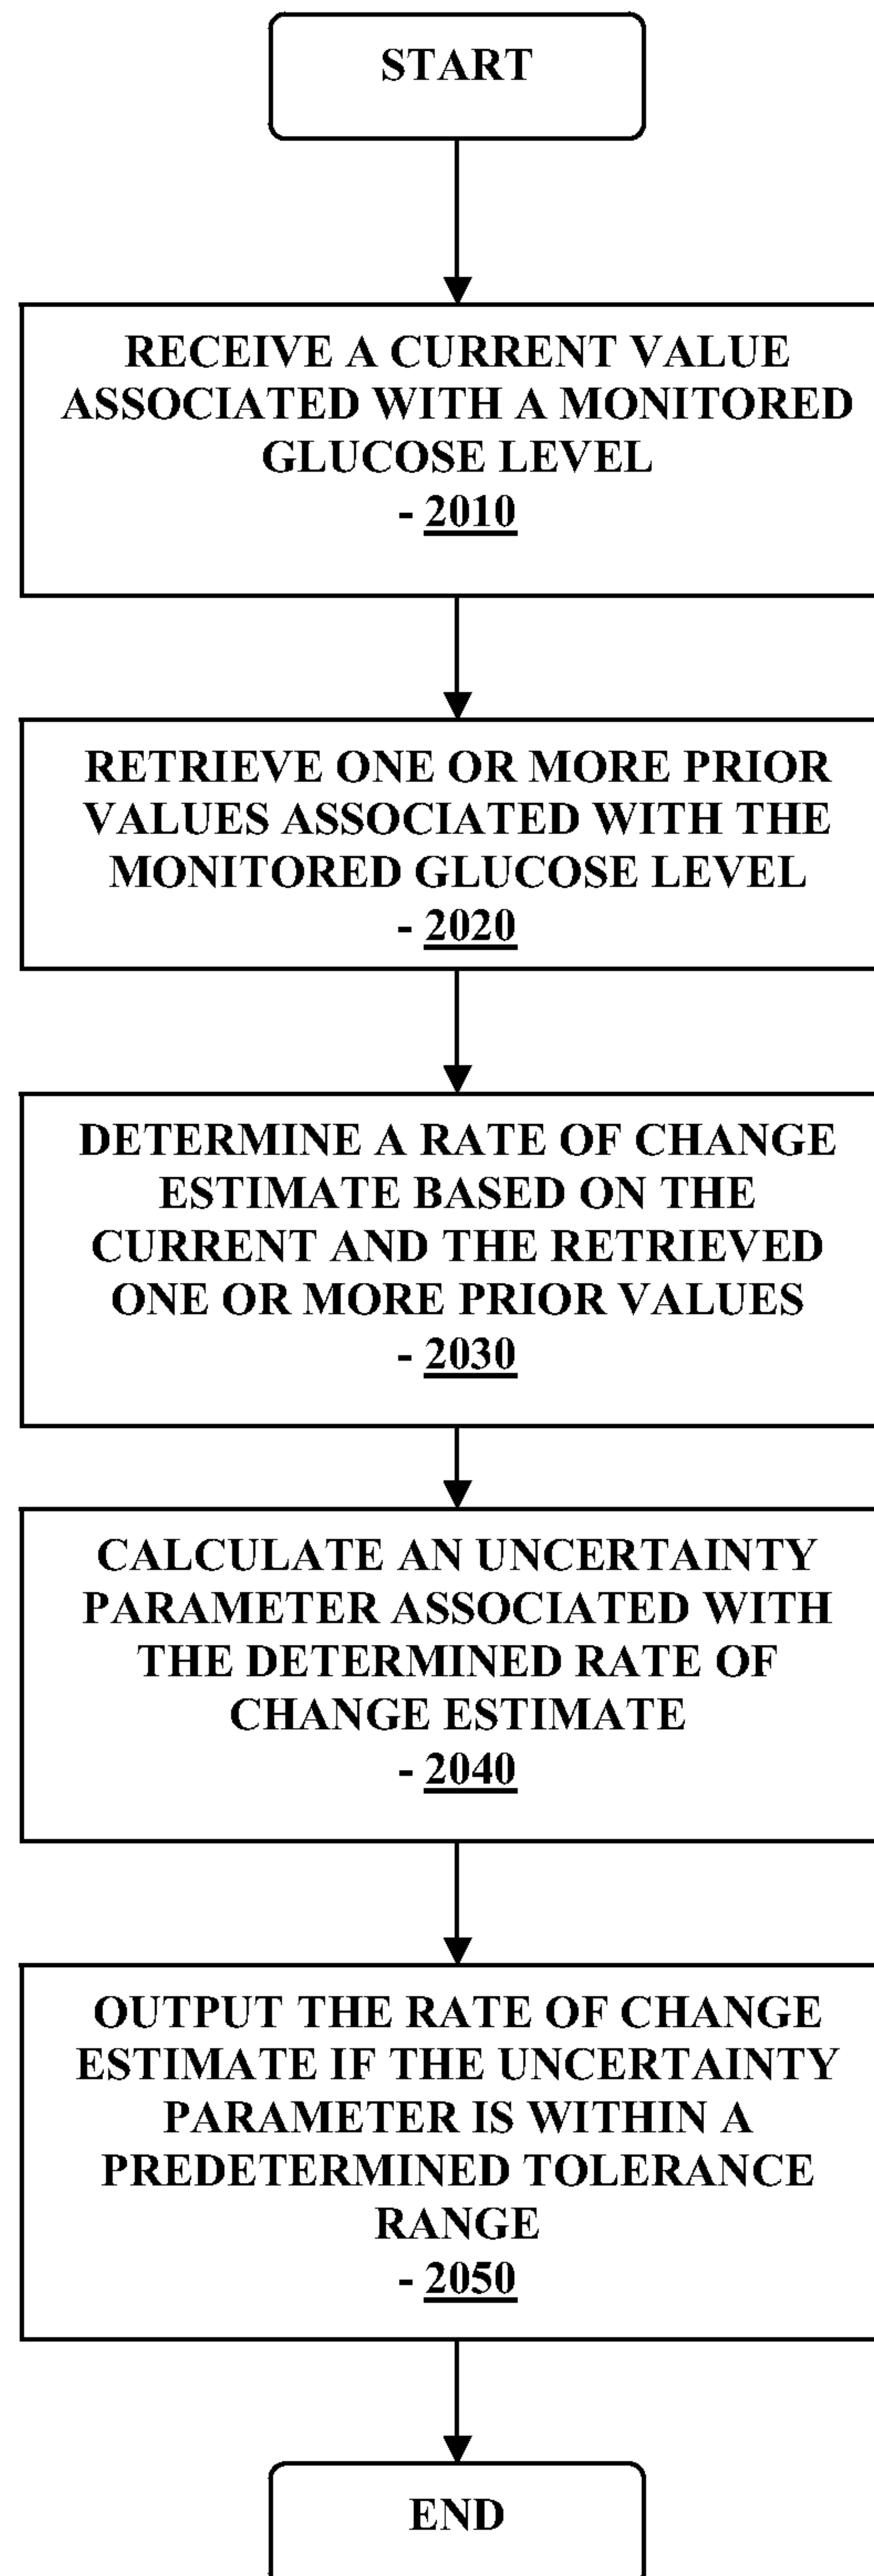 START
RECEIVE A CURRENT VALUE
ASSOCIATED WITH A MONITORED
GLUCOSE LEVEL
- 2010
RETRIEVE ONE OR MORE PRIOR
VALUES ASSOCIATED WITH THE
MONITORED GLUCOSE LEVEL
- 2020
DETERMINE A RATE OF CHANGE
ESTIMATE BASED ON THE
CURRENT AND THE RETRIEVED
ONE OR MORE PRIOR VALUES
- 2030
CALCULATE AN UNCERTAINTY
PARAMETER ASSOCIATED WITH
THE DETERMINED RATE OF
CHANGE ESTIMATE
- 2040
OUTPUT THE RATE OF CHANGE
ESTIMATE IF THE UNCERTAINTY
PARAMETER IS WITHIN A
PREDETERMINED TOLERANCE
RANGE
- 2050
END